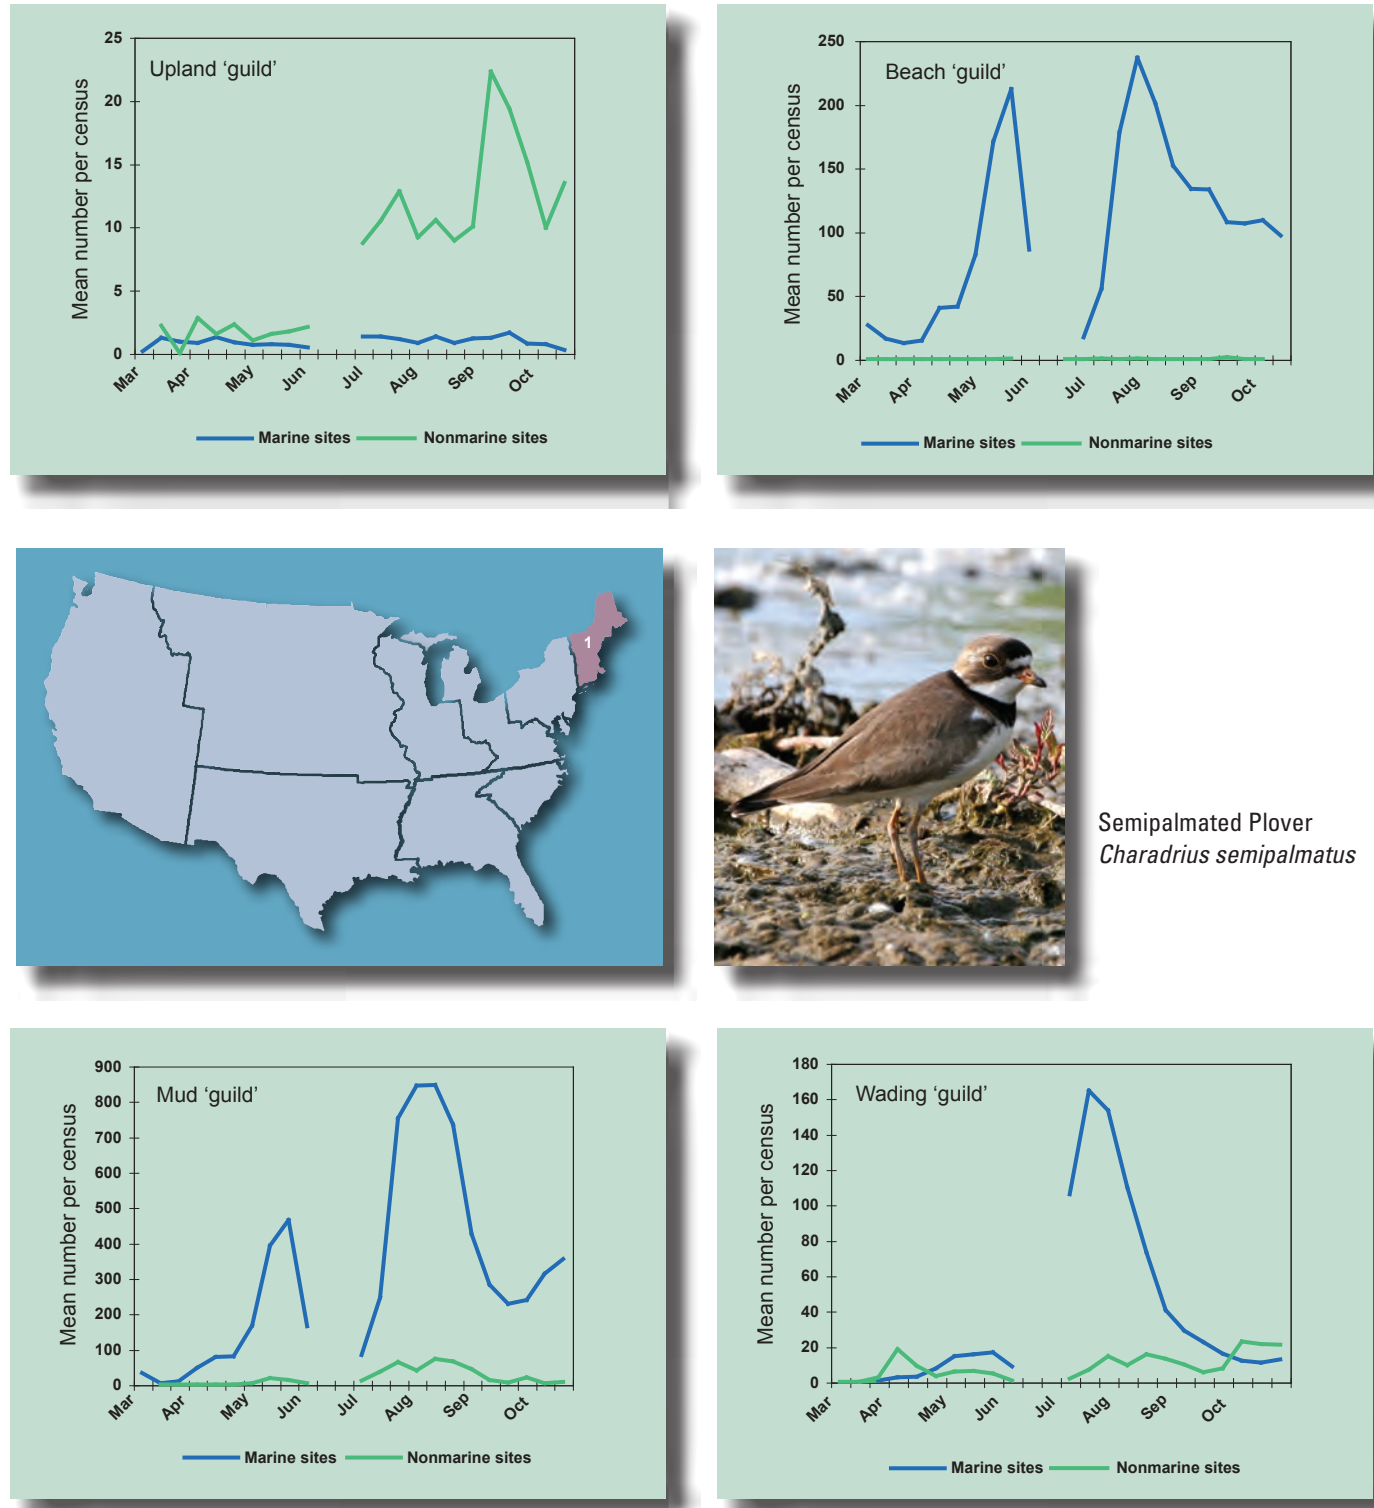 Upland ‘guild’
Mean number per census
25
20
15
10
5
0
Mar Apr May Jun Jul Aug Sep Oct
Marine sites Nonmarine sites
Beach ‘guild’
Mean number per census
250
200
150
100
50
0
Mar Apr May Jun Jul Aug Sep Oct
Marine sites Nonmarine sites
1
Semipalmated Plover
Charadrius semipalmatus
Mud ‘guild’
Mean number per census
900
800
700
600
500
400
300
200
100
0
Mar Apr May Jun Jul Aug Sep Oct
Marine sites Nonmarine sites
Wading ‘guild’
Mean number per census
180
160
140
120
100
80
60
40
20
0
Mar Apr May Jun Jul Aug Sep Oct
Marine sites Nonmarine sites